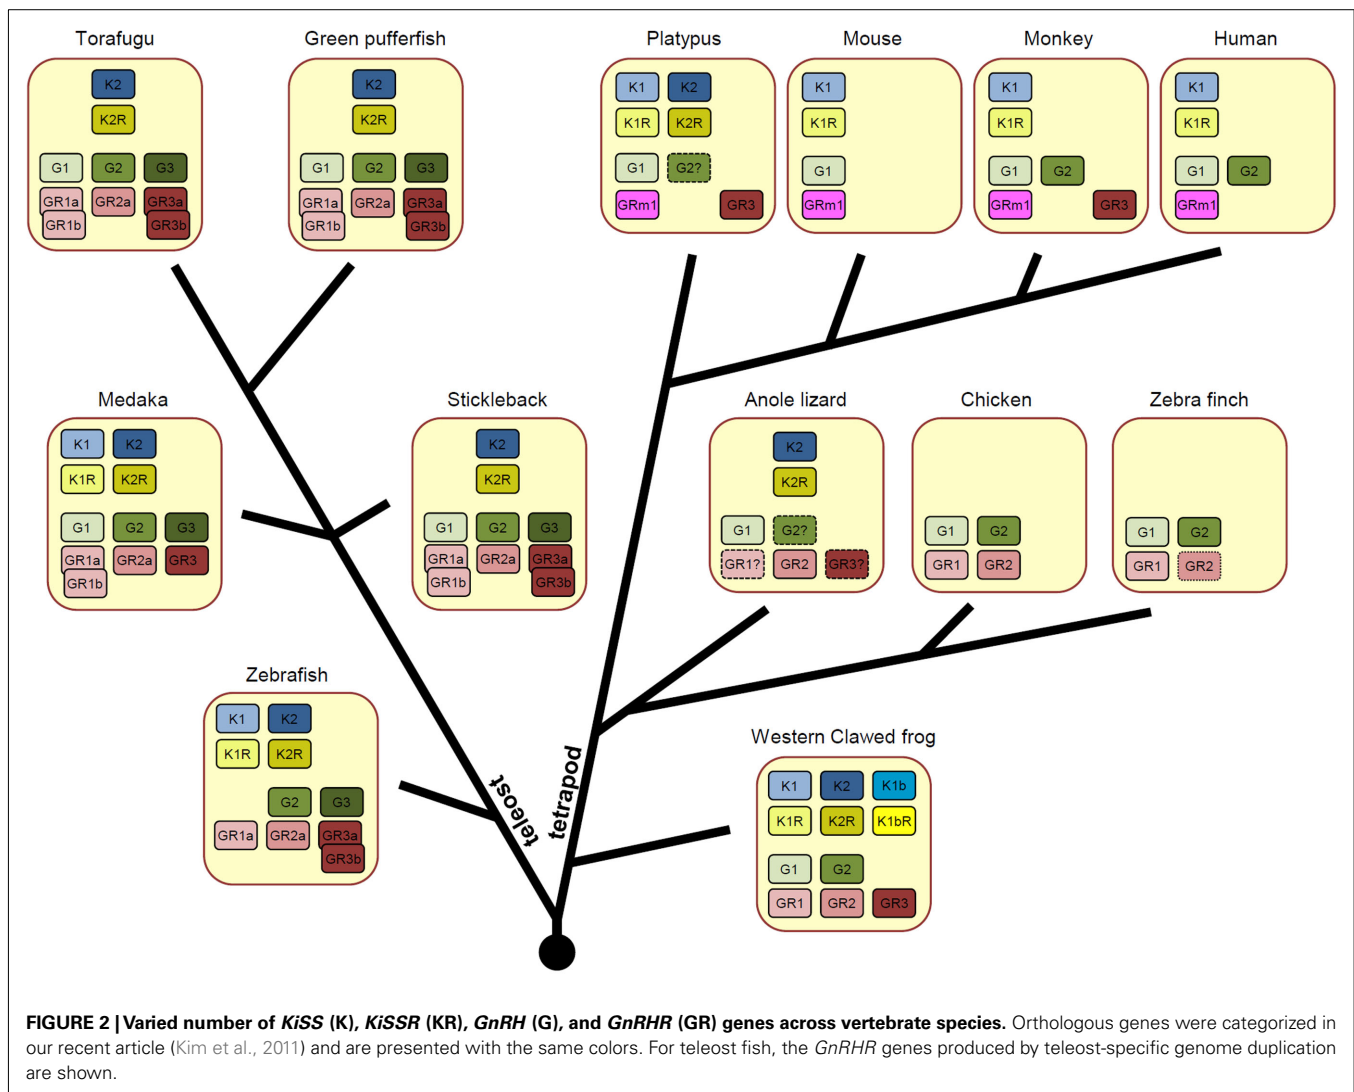 Torafugu
Green pufferfish
Platypus
Mouse
Monkey
Human
K2
K2R
G1 G2 G3
GR1a GR2a GR3a
GR1b GR3b
K2
K2R
G1 G2 G3
GR1a GR2a GR3a
GR1b GR3b
K1 K2
K1R K2R
G1 G2?
GRm1 GR3
K1
K1R
G1
GRm1
K1
K1R
G1 G2
GRm1 GR3
K1
K1R
G1 G2
GRm1
Medaka
Stickleback
Anole lizard
Chicken
Zebra finch
K1 K2
K1R K2R
G1 G2 G3
GR1a GR2a GR3
GR1b
K2
K2R
G1 G2 G3
GR1a GR2a GR3a
GR1b GR3b
K2
K2R
G1 G2?
GR1? GR2 GR3?
G1 G2
GR1 GR2
G1 G2
GR1 GR2
Zebrafish
K1 K2
K1R K2R
G2 G3
GR1a GR2a GR3a
GR3b
teleost
tetrapod
Western Clawed frog
K1 K2 K1b
K1R K2R K1bR
G1 G2
GR1 GR2 GR3
FIGURE 2 | Varied number of KiSS (K), KiSSR (KR), GnRH (G), and GnRHR (GR) genes across vertebrate species. Orthologous genes were categorized in
our recent article (Kim et al., 2011) and are presented with the same colors. For teleost fish, the GnRHR genes produced by teleost-specific genome duplication
are shown.